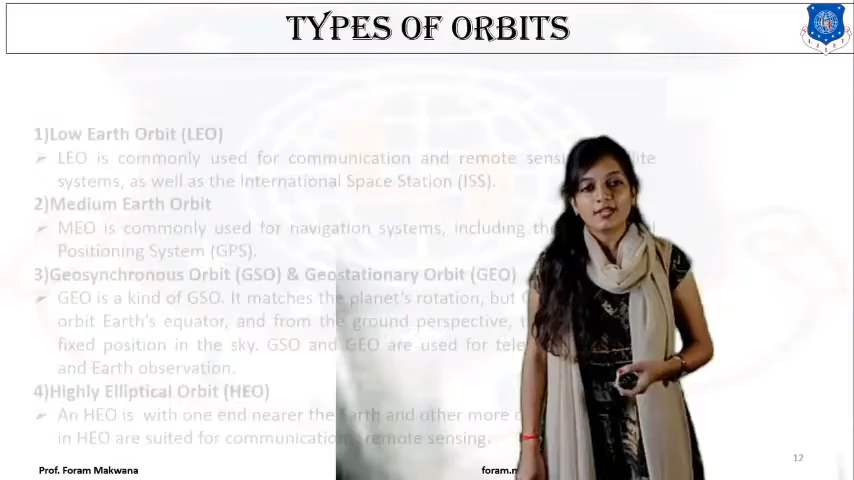 TYPES OF ORBITS
1)Low Earth Orbit (LEO)
➢ LEO is commonly used for communication and remote
systems, as well as the International Space Station (ISS).
2)Medium Earth Orbit
➢ MEO is commonly used for navigation systems, including
Positioning System (GPS).
3)Geosynchronous Orbit (GSO) & Geostationary Orbit (GEO)
➢ GEO is a kind of GSO. It matches the planet's rotation, but
orbit Earth's equator, and from the ground perspective,
fixed position in the sky. GSO and GEO are used for
and Earth observation.
4)Highly Elliptical Orbit (HEO)
➢ An HEO is with one end nearer the Earth and other more
in HEO are suited for communication, remote sensing.
Prof. Foram Makwana
12